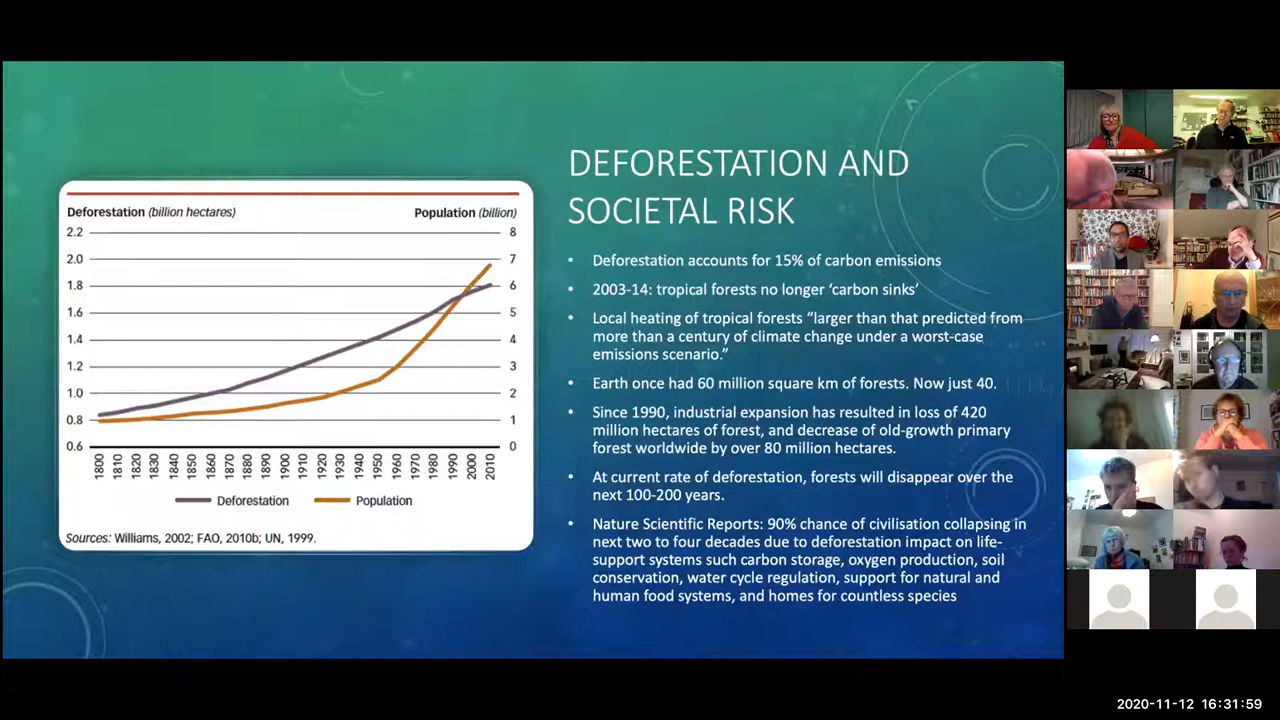 DEFORESTATION AND
SOCIETAL RISK
Deforestation (billion hectares)
Population (billion)
2.2
2.0
1.8
1.6
1.4
1.2
1.0
0.8
0.6
8
7
6
5
4
3
2
1
0
1800
1810
1820
1830
1840
1850
1860
1870
1880
1890
1900
1910
1920
1930
1940
1950
1960
1970
1980
1990
2000
2010
Deforestation
Population
Sources: Williams, 2002; FAO, 2010b; UN, 1999.
• Deforestation accounts for 15% of carbon emissions
• 2003-14: tropical forests no longer ‘carbon sinks’
• Local heating of tropical forests “larger than that predicted from
more than a century of climate change under a worst-case
emissions scenario.”
• Earth once had 60 million square km of forests. Now just 40.
• Since 1990, industrial expansion has resulted in loss of 420
million hectares of forest, and decrease of old-growth primary
forest worldwide by over 80 million hectares.
• At current rate of deforestation, forests will disappear over the
next 100-200 years.
• Nature Scientific Reports: 90% chance of civilisation collapsing in
next two to four decades due to deforestation impact on life-
support systems such carbon storage, oxygen production, soil
conservation, water cycle regulation, support for natural and
human food systems, and homes for countless species
2020-11-12 16:31:59